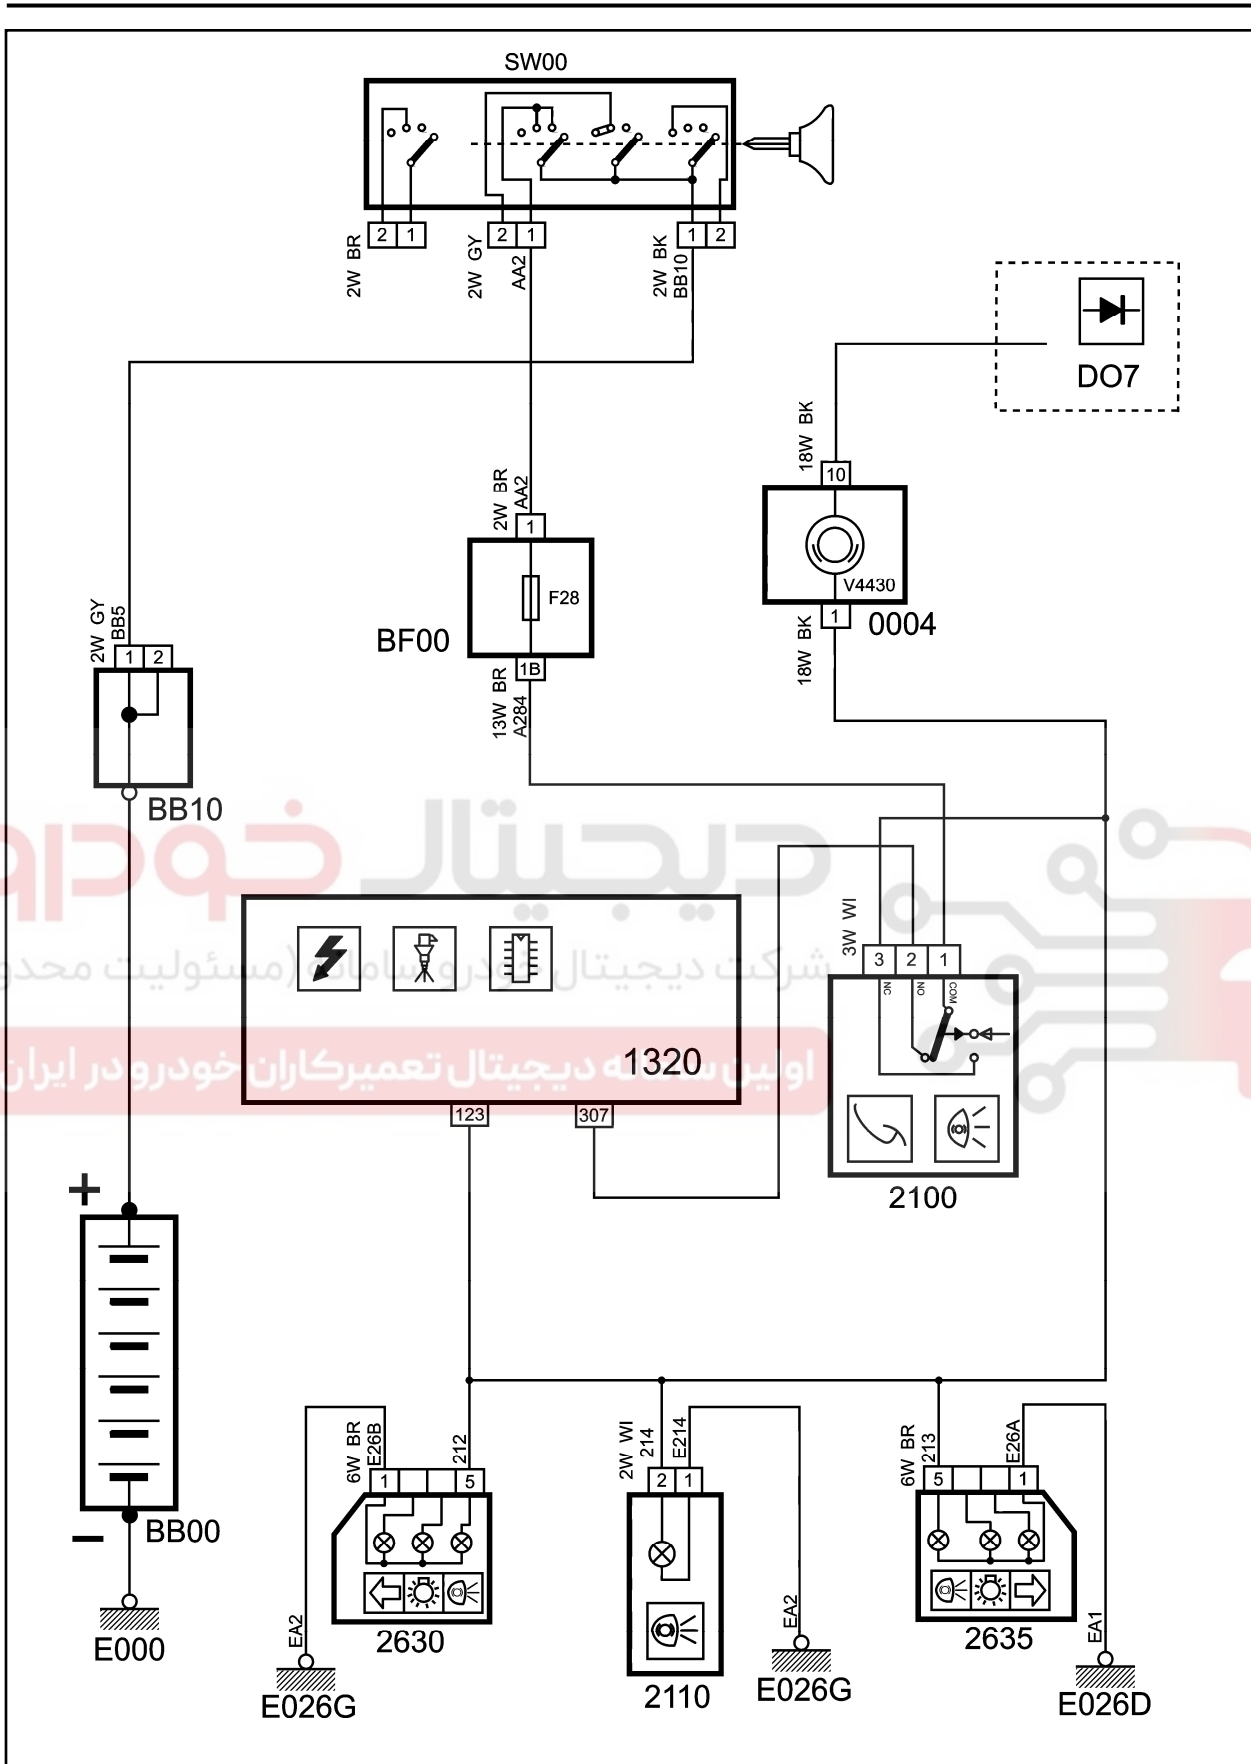 SW00
2 1
2 1
1 2
2W BR
2W GY
AA2
2W BK
BB10
DO7
18W BK
10
V4430
1
0004
18W BK
2W BR
AA2
1
F28
BF00
1B
13W BR
A284
2W GY
BB5
1 2
BB10
دیجیتال خودرو
شرکت دیجیتال خودرو سامانه (مسئولیت محدو
اولین سامانه دیجیتال تعمیرکاران خودرو در ایران
3W WI
3 2 1
NC
NO
COM
1320
123
307
2100
+
−
BB00
E000
6W BR
E26B
212
1 5
2630
EA2
E026G
2W WI
214
E214
2 1
2110
EA2
E026G
6W BR
213
E26A
5 1
2635
EA1
E026D